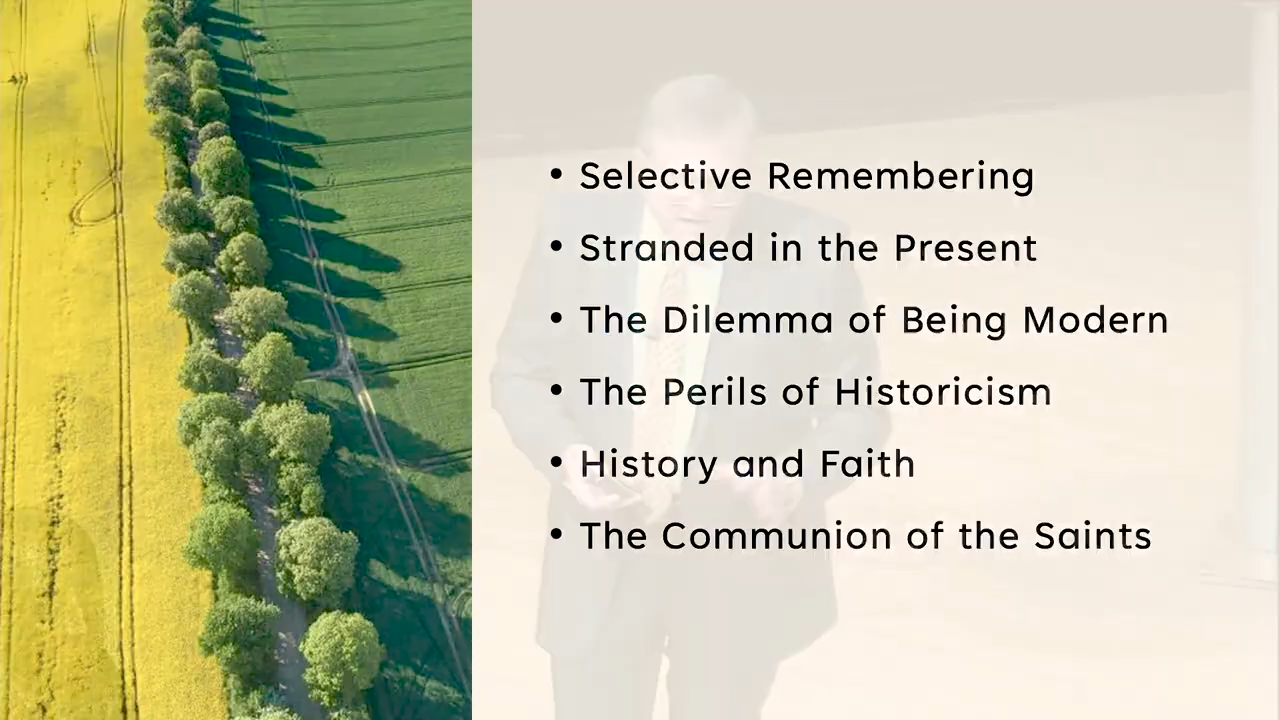 • Selective Remembering
• Stranded in the Present
• The Dilemma of Being Modern
• The Perils of Historicism
• History and Faith
• The Communion of the Saints